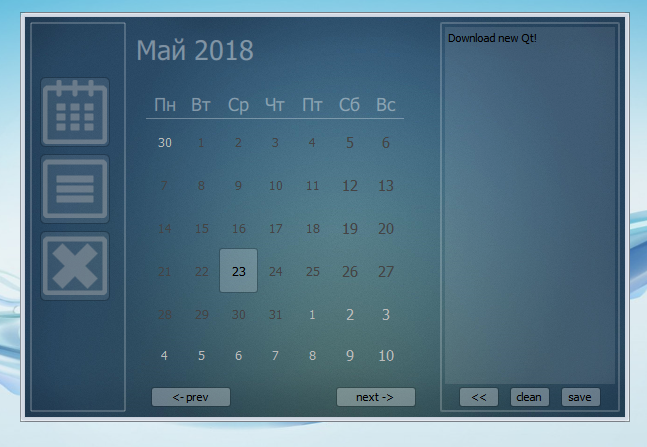 Май 2018
Download new Qt!
Пн Вт Ср Чт Пт Сб Вс
30 1 2 3 4 5 6
7 8 9 10 11 12 13
14 15 16 17 18 19 20
21 22 23 24 25 26 27
28 29 30 31 1 2 3
4 5 6 7 8 9 10
<- prev next -> << clean save